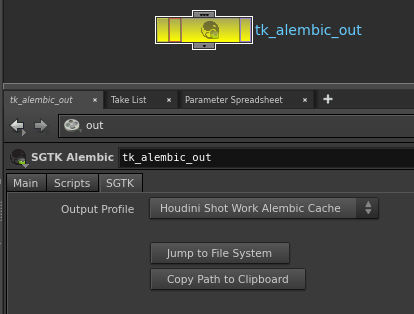 tk_alembic_out
tk_alembic_out × Take List × Parameter Spreadsheet × +
out
SGTK Alembic tk_alembic_out
Main Scripts SGTK
Output Profile Houdini Shot Work Alembic Cache
Jump to File System
Copy Path to Clipboard